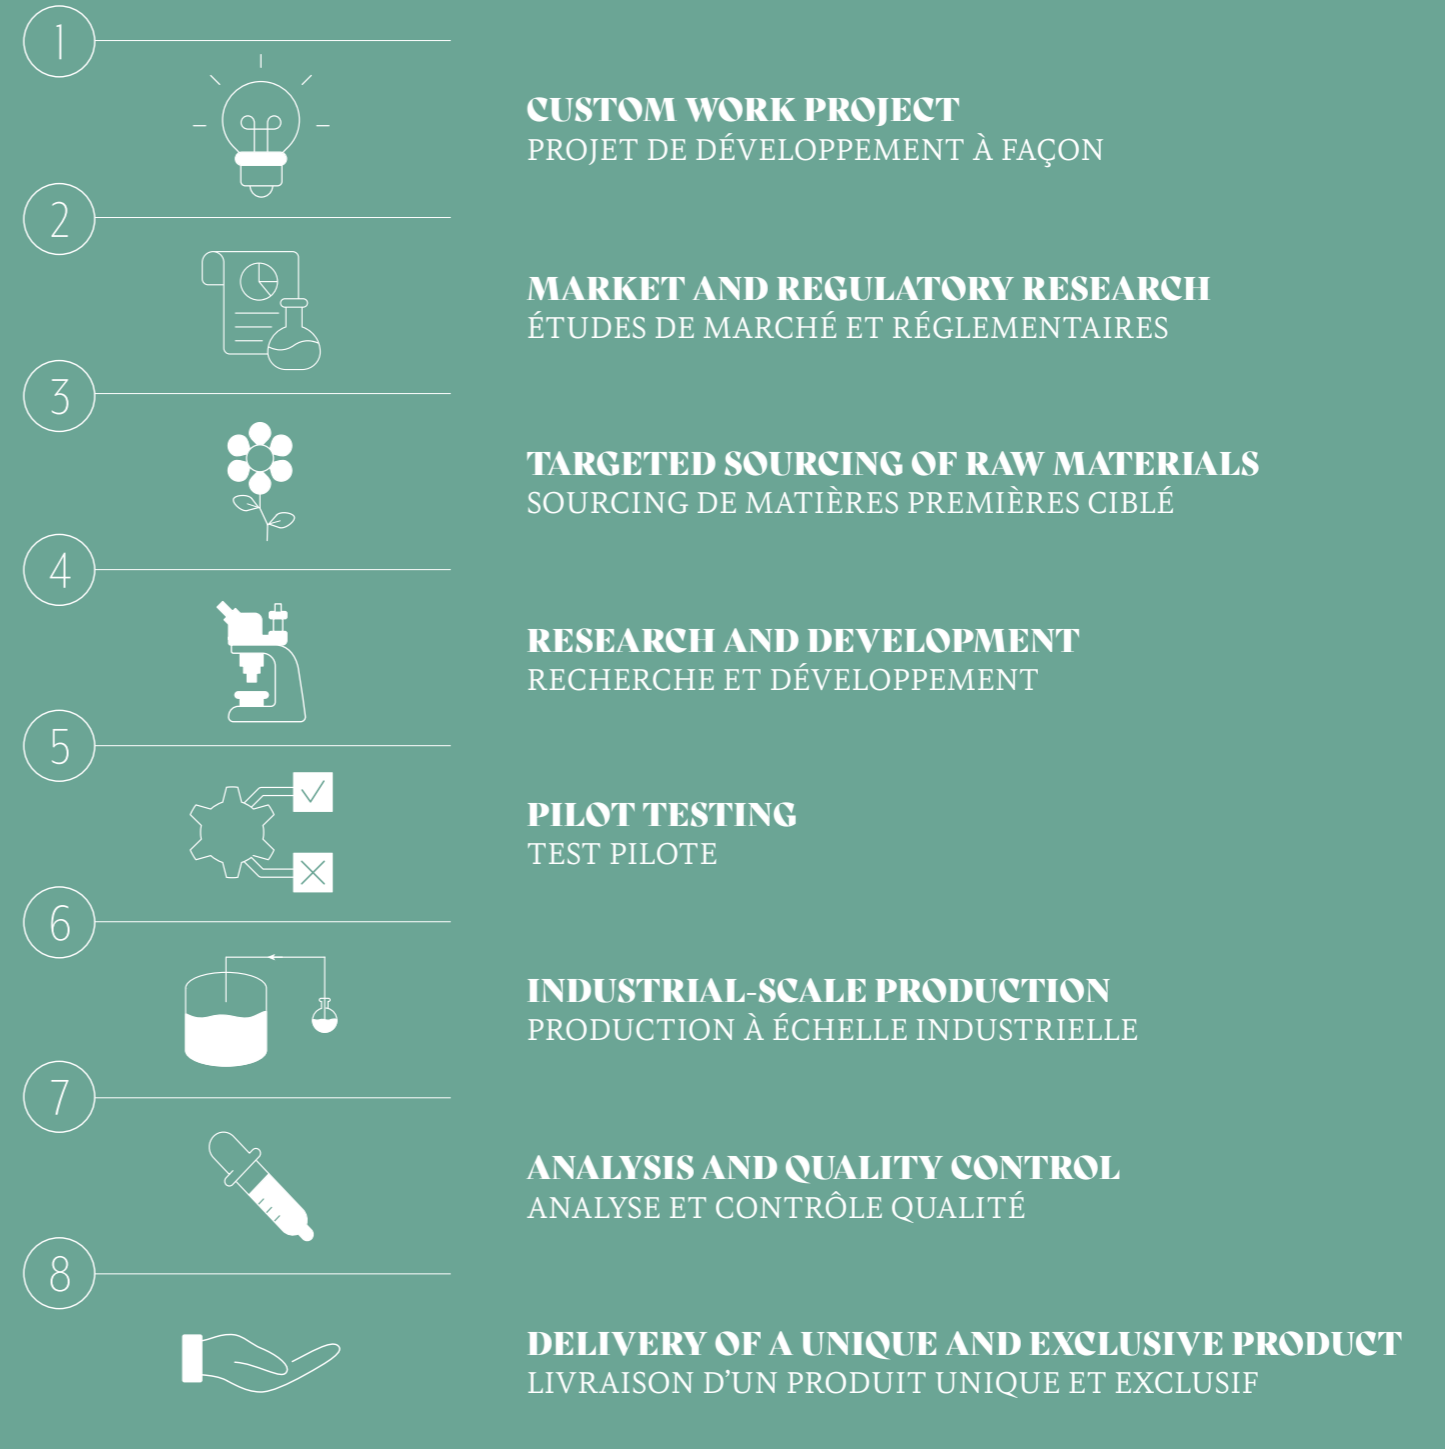 1
CUSTOM WORK PROJECT
PROJET DE DÉVELOPPEMENT À FAÇON
2
MARKET AND REGULATORY RESEARCH
ÉTUDES DE MARCHÉ ET RÉGLEMENTAIRES
3
TARGETED SOURCING OF RAW MATERIALS
SOURCING DE MATIÈRES PREMIÈRES CIBLÉ
4
RESEARCH AND DEVELOPMENT
RECHERCHE ET DÉVELOPPEMENT
5
PILOT TESTING
TEST PILOTE
6
INDUSTRIAL-SCALE PRODUCTION
PRODUCTION À ÉCHELLE INDUSTRIELLE
7
ANALYSIS AND QUALITY CONTROL
ANALYSE ET CONTRÔLE QUALITÉ
8
DELIVERY OF A UNIQUE AND EXCLUSIVE PRODUCT
LIVRAISON D’UN PRODUIT UNIQUE ET EXCLUSIF